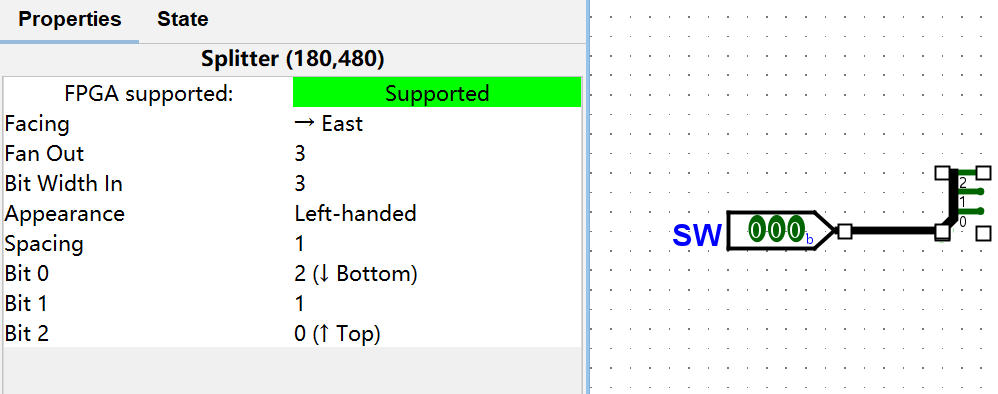 Properties State
Splitter (180,480)
FPGA supported: Supported
Facing → East
Fan Out 3
Bit Width In 3
Appearance Left-handed
Spacing 1
Bit 0 2 (↓ Bottom)
Bit 1 1
Bit 2 0 (↑ Top)
SW 000b
2
1
0